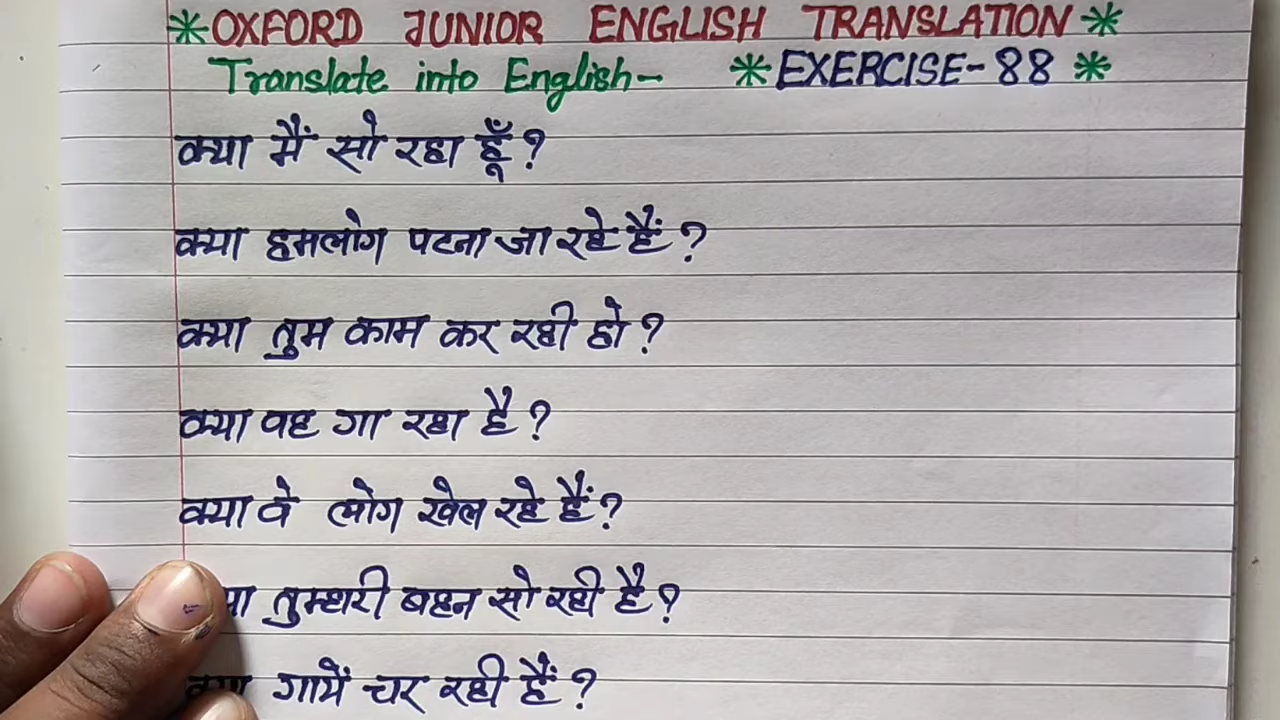 *OXFORD JUNIOR ENGLISH TRANSLATION*
Translate into English- *EXERCISE-88*
क्या मैं सो रहा हूँ?
क्या हमलोग पटना जा रहे हैं?
क्या तुम काम कर रही हो?
क्या वह गा रहा है?
क्या वे लोग खेल रहे हैं?
तुम्हारी बहन सो रही है?
क्या गायें चर रही हैं?